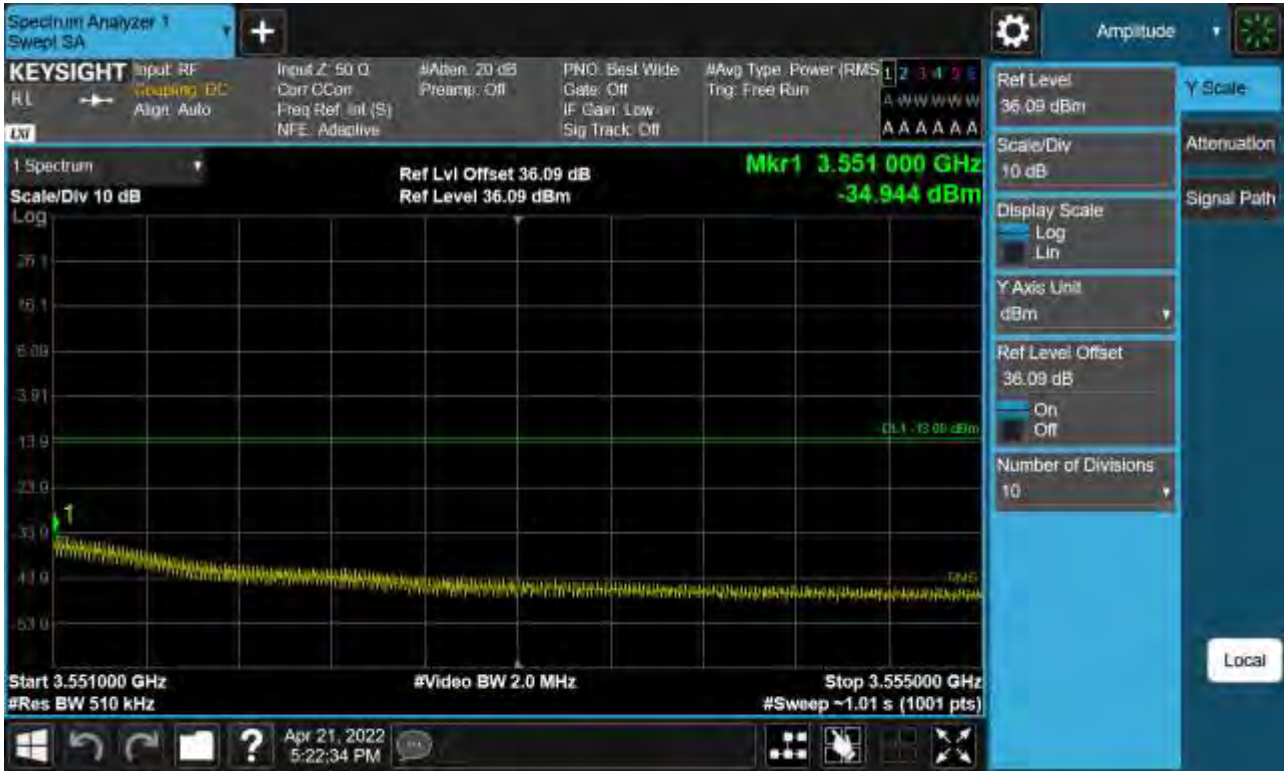 Spectrum Analyzer 1
Swept SA
Amplitude
KEYSIGHT
RL
LXI
Input: RF
Coupling: DC
Align: Auto
Input Z: 50 Ω
Corr CCorr
Freq Ref: Int (S)
NFE: Adaptive
#Atten: 20 dB
Preamp: Off
PNO: Best Wide
Gate: Off
IF Gain: Low
Sig Track: Off
#Avg Type: Power (RMS
Trig: Free Run
1 2 3 4 5 6
A W W W W W
A A A A A A
1 Spectrum
Scale/Div 10 dB
Log
Ref Lvl Offset 36.09 dB
Ref Level 36.09 dBm
Mkr1 3.551 000 GHz
-34.944 dBm
26.1
16.1
6.09
-3.91
-13.9
-23.9
-33.9
-43.9
-53.9
DL1 -13.00 dBm
1
RMS
Start 3.551000 GHz
#Res BW 510 kHz
#Video BW 2.0 MHz
Stop 3.555000 GHz
#Sweep ~1.01 s (1001 pts)
Ref Level
36.09 dBm
Scale/Div
10 dB
Display Scale
Log
Lin
Y Axis Unit
dBm
Ref Level Offset
36.09 dB
On
Off
Number of Divisions
10
Y Scale
Attenuation
Signal Path
Local
?
Apr 21, 2022
5:22:34 PM